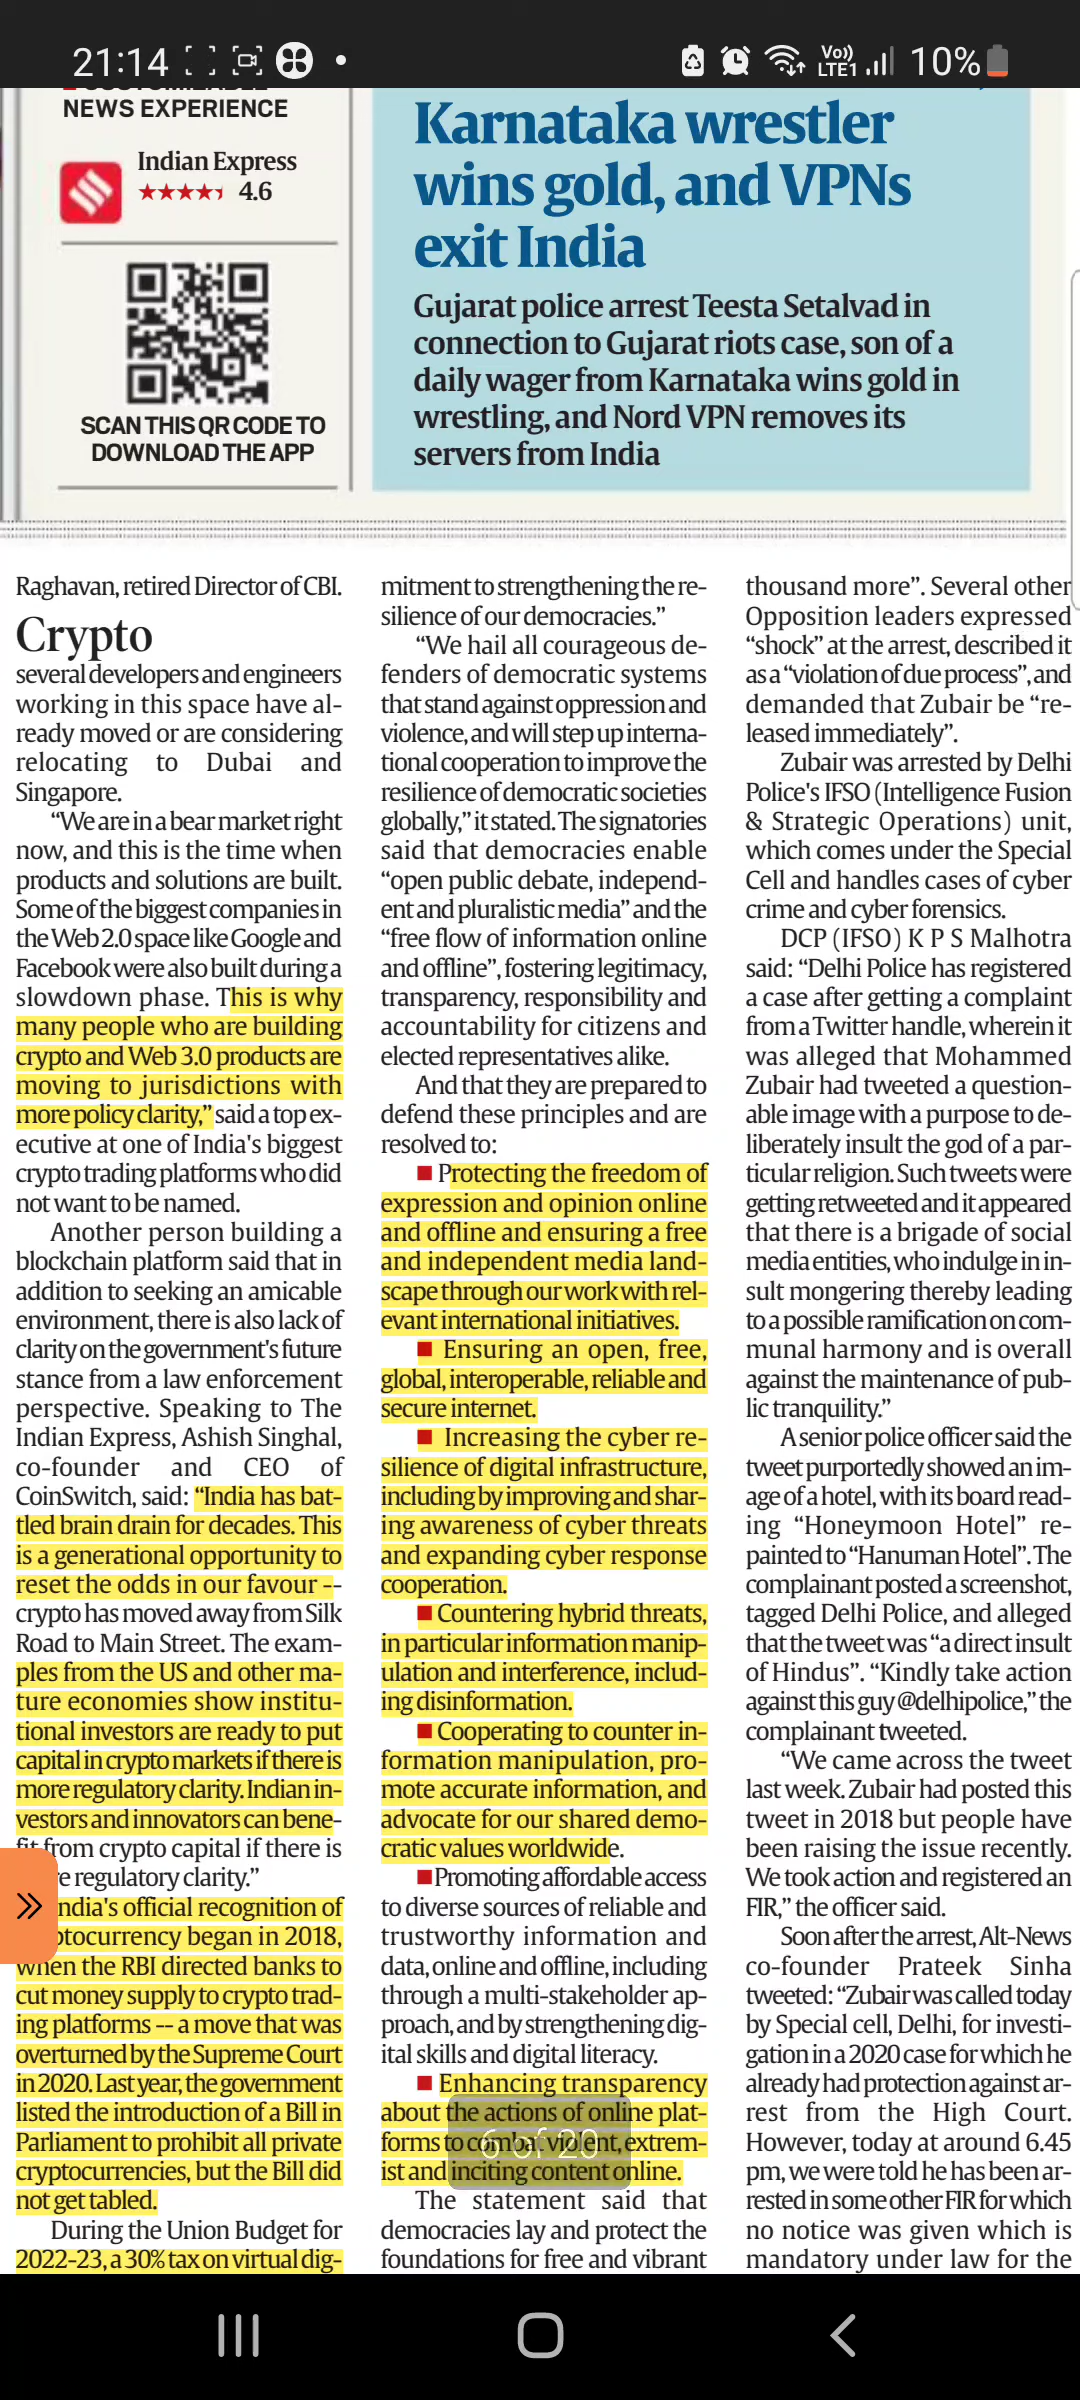 21:14
Vo)) LTE1 10%
NEWS EXPERIENCE
Indian Express
4.6
SCAN THIS QR CODE TO
DOWNLOAD THE APP
Karnataka wrestler
wins gold, and VPNs
exit India
Gujarat police arrest Teesta Setalvad in
connection to Gujarat riots case, son of a
daily wager from Karnataka wins gold in
wrestling, and Nord VPN removes its
servers from India
Raghavan, retired Director of CBI.
Crypto
several developers and engineers
working in this space have al-
ready moved or are considering
relocating to Dubai and
Singapore.
“We are in a bear market right
now, and this is the time when
products and solutions are built.
Some of the biggest companies in
the Web 2.0 space like Google and
Facebook were also built during a
slowdown phase. This is why
many people who are building
crypto and Web 3.0 products are
moving to jurisdictions with
more policy clarity,” said a top ex-
ecutive at one of India's biggest
crypto trading platforms who did
not want to be named.
Another person building a
blockchain platform said that in
addition to seeking an amicable
environment, there is also lack of
clarity on the government's future
stance from a law enforcement
perspective. Speaking to The
Indian Express, Ashish Singhal,
co-founder and CEO of
CoinSwitch, said: “India has bat-
tled brain drain for decades. This
is a generational opportunity to
reset the odds in our favour --
crypto has moved away from Silk
Road to Main Street. The exam-
ples from the US and other ma-
ture economies show institu-
tional investors are ready to put
capital in crypto markets if there is
more regulatory clarity. Indian in-
vestors and innovators can bene-
fit from crypto capital if there is
regulatory clarity.”
India's official recognition of
began in 2018,
when the RBI directed banks to
cut money supply to crypto trad-
ing platforms -- a move that was
overturned by the Supreme Court
in 2020. Last year, the government
listed the introduction of a Bill in
Parliament to prohibit all private
cryptocurrencies, but the Bill did
not get tabled.
During the Union Budget for
2022-23, a 30% tax on virtual dig-
mitment to strengthening the re-
silience of our democracies.”
“We hail all courageous de-
fenders of democratic systems
that stand against oppression and
violence, and will step up interna-
tional cooperation to improve the
resilience of democratic societies
globally,” it stated. The signatories
said that democracies enable
“open public debate, independ-
ent and pluralistic media” and the
“free flow of information online
and offline”, fostering legitimacy,
transparency, responsibility and
accountability for citizens and
elected representatives alike.
And that they are prepared to
defend these principles and are
resolved to:
■ Protecting the freedom of
expression and opinion online
and offline and ensuring a free
and independent media land-
scape through our work with rel-
evant international initiatives.
■ Ensuring an open, free,
global, interoperable, reliable and
secure internet.
■ Increasing the cyber re-
silience of digital infrastructure,
including by improving and shar-
ing awareness of cyber threats
and expanding cyber response
cooperation.
■ Countering hybrid threats,
in particular information manip-
ulation and interference, includ-
ing disinformation.
■ Cooperating to counter in-
formation manipulation, pro-
mote accurate information, and
advocate for our shared demo-
cratic values worldwide.
■ Promoting affordable access
to diverse sources of reliable and
trustworthy information and
data, online and offline, including
through a multi-stakeholder ap-
proach, and by strengthening dig-
ital skills and digital literacy.
■ Enhancing transparency
about the actions of online plat-
forms to combat violent, extrem-
ist and inciting content online.
6 of 20
The statement said that
democracies lay and protect the
foundations for free and vibrant
thousand more”. Several other
Opposition leaders expressed
“shock” at the arrest, described it
as a “violation of due process”, and
demanded that Zubair be “re-
leased immediately”.
Zubair was arrested by Delhi
Police's IFSO (Intelligence Fusion
& Strategic Operations) unit,
which comes under the Special
Cell and handles cases of cyber
crime and cyber forensics.
DCP (IFSO) K P S Malhotra
said: “Delhi Police has registered
a case after getting a complaint
from a Twitter handle, wherein it
was alleged that Mohammed
Zubair had tweeted a question-
able image with a purpose to de-
liberately insult the god of a par-
ticular religion. Such tweets were
getting retweeted and it appeared
that there is a brigade of social
media entities, who indulge in in-
sult mongering thereby leading
to a possible ramification on com-
munal harmony and is overall
against the maintenance of pub-
lic tranquility.”
A senior police officer said the
tweet purportedly showed an im-
age of a hotel, with its board read-
ing “Honeymoon Hotel” re-
painted to “Hanuman Hotel”. The
complainant posted a screenshot,
tagged Delhi Police, and alleged
that the tweet was “a direct insult
of Hindus”. “Kindly take action
against this guy @delhipolice,” the
complainant tweeted.
“We came across the tweet
last week. Zubair had posted this
tweet in 2018 but people have
been raising the issue recently.
We took action and registered an
FIR,” the officer said.
Soon after the arrest, Alt-News
co-founder Prateek Sinha
tweeted: “Zubair was called today
by Special cell, Delhi, for investi-
gation in a 2020 case for which he
already had protection against ar-
rest from the High Court.
However, today at around 6.45
pm, we were told he has been ar-
rested in some other FIR for which
no notice was given which is
mandatory under law for the